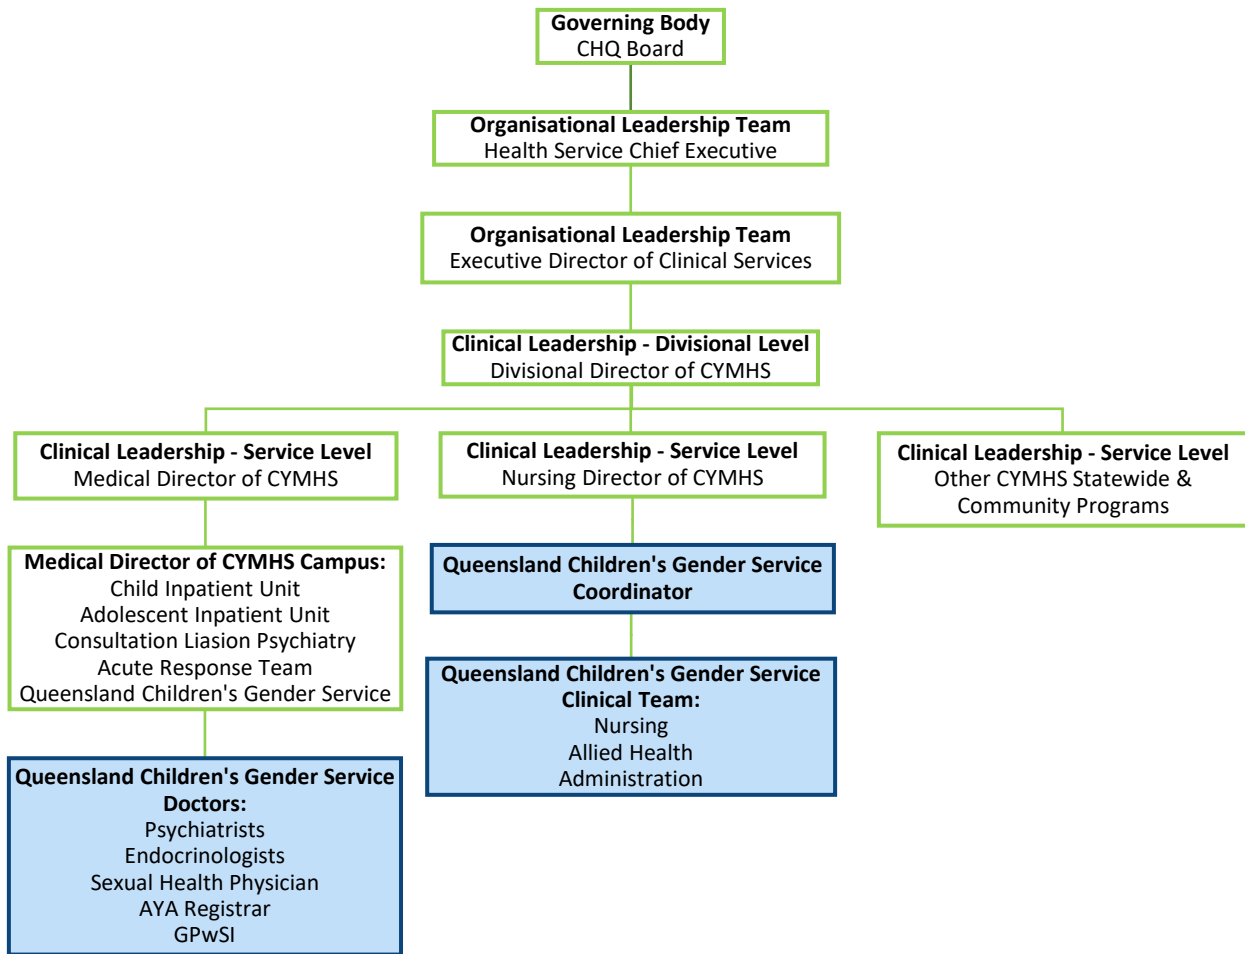 Governing Body
CHQ Board
Organisational Leadership Team
Health Service Chief Executive
Organisational Leadership Team
Executive Director of Clinical Services
Clinical Leadership - Divisional Level
Divisional Director of CYMHS
Clinical Leadership - Service Level
Medical Director of CYMHS
Clinical Leadership - Service Level
Nursing Director of CYMHS
Clinical Leadership - Service Level
Other CYMHS Statewide &
Community Programs
Medical Director of CYMHS Campus:
Child Inpatient Unit
Adolescent Inpatient Unit
Consultation Liasion Psychiatry
Acute Response Team
Queensland Children's Gender Service
Queensland Children's Gender Service
Coordinator
Queensland Children's Gender Service
Clinical Team:
Nursing
Allied Health
Administration
Queensland Children's Gender Service
Doctors:
Psychiatrists
Endocrinologists
Sexual Health Physician
AYA Registrar
GPwSI